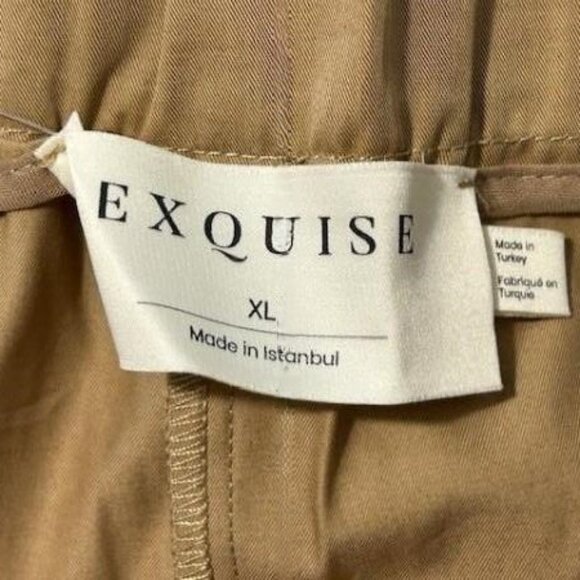 EXQUISE
XL
Made in Istanbul
Made in
Turkey
Fabriqué en
Turquie